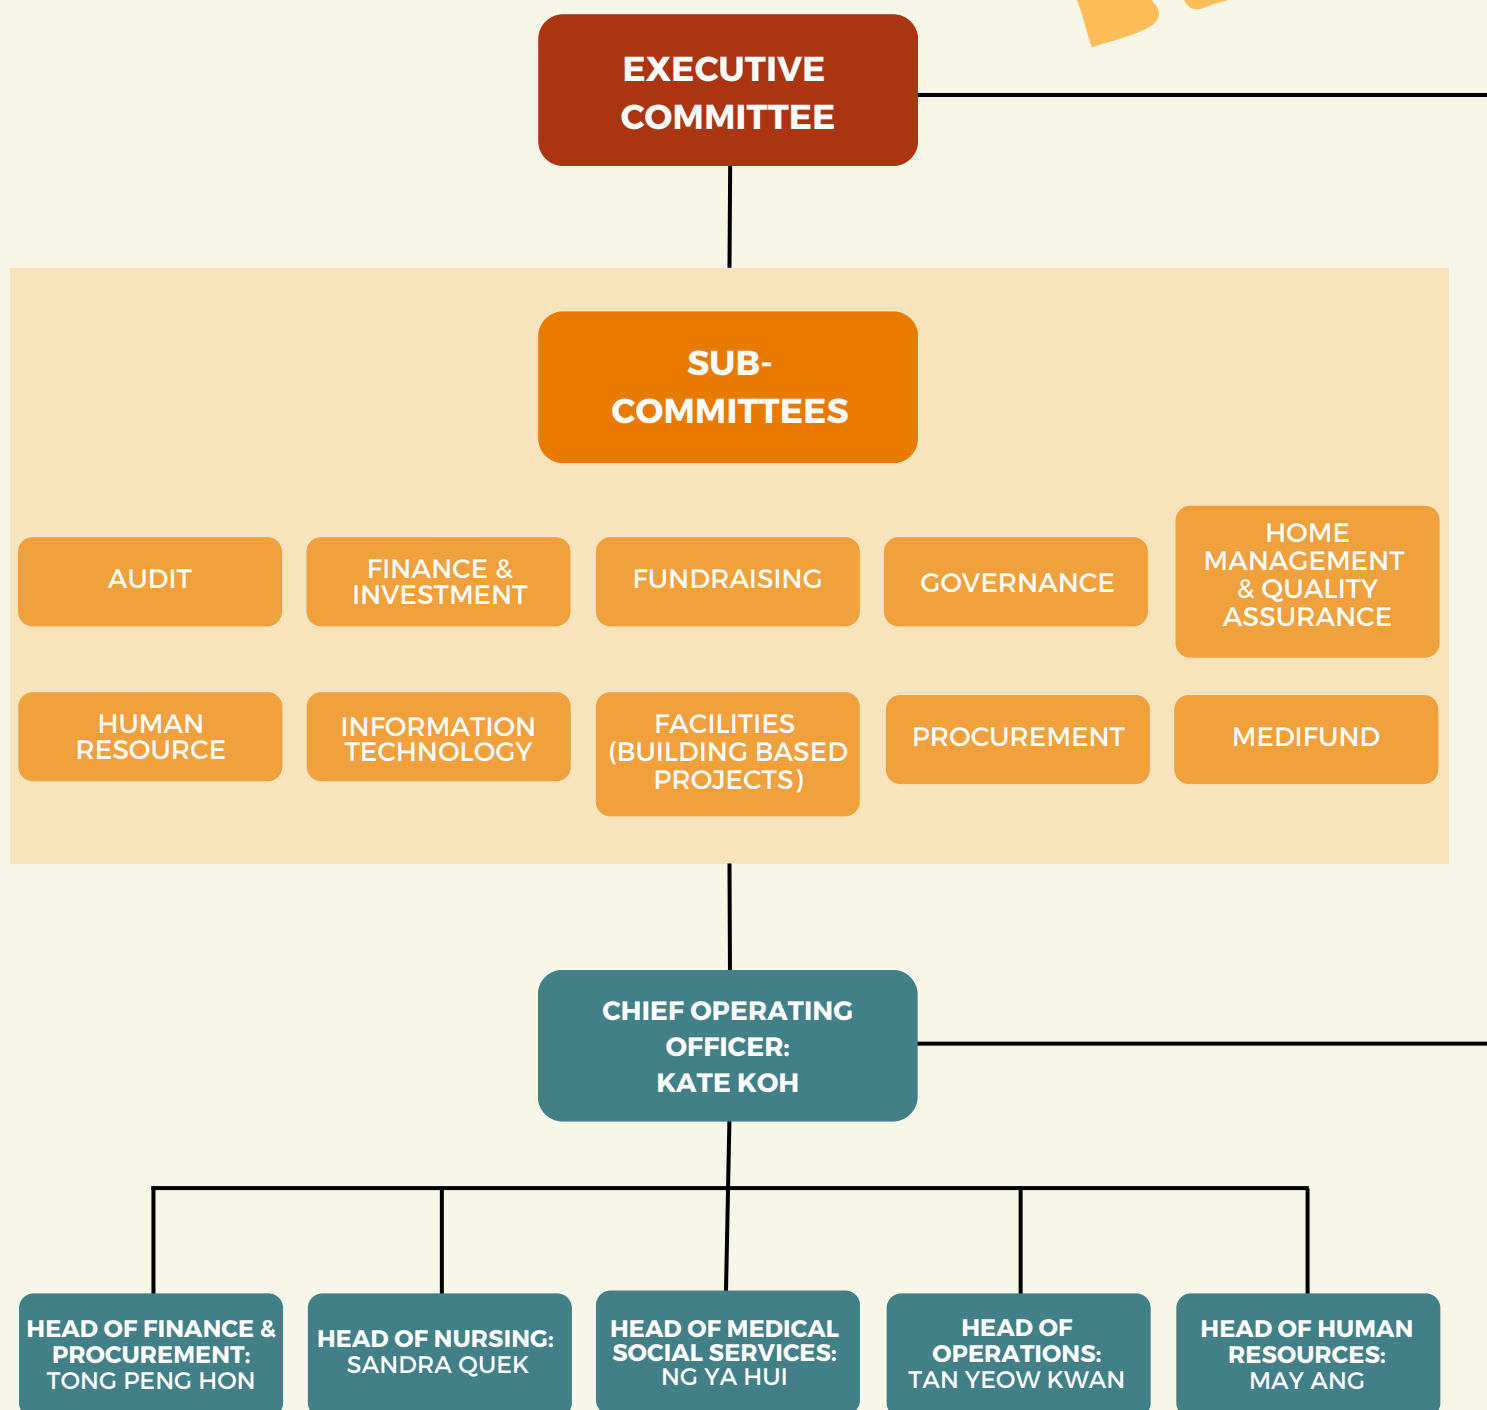 EXECUTIVE
COMMITTEE
SUB-
COMMITTEES
AUDIT
FINANCE &
INVESTMENT
FUNDRAISING
GOVERNANCE
HOME
MANAGEMENT
& QUALITY
ASSURANCE
HUMAN
RESOURCE
INFORMATION
TECHNOLOGY
FACILITIES
(BUILDING BASED
PROJECTS)
PROCUREMENT
MEDIFUND
CHIEF OPERATING
OFFICER:
KATE KOH
HEAD OF FINANCE &
PROCUREMENT:
TONG PENG HON
HEAD OF NURSING:
SANDRA QUEK
HEAD OF MEDICAL
SOCIAL SERVICES:
NG YA HUI
HEAD OF
OPERATIONS:
TAN YEOW KWAN
HEAD OF HUMAN
RESOURCES:
MAY ANG